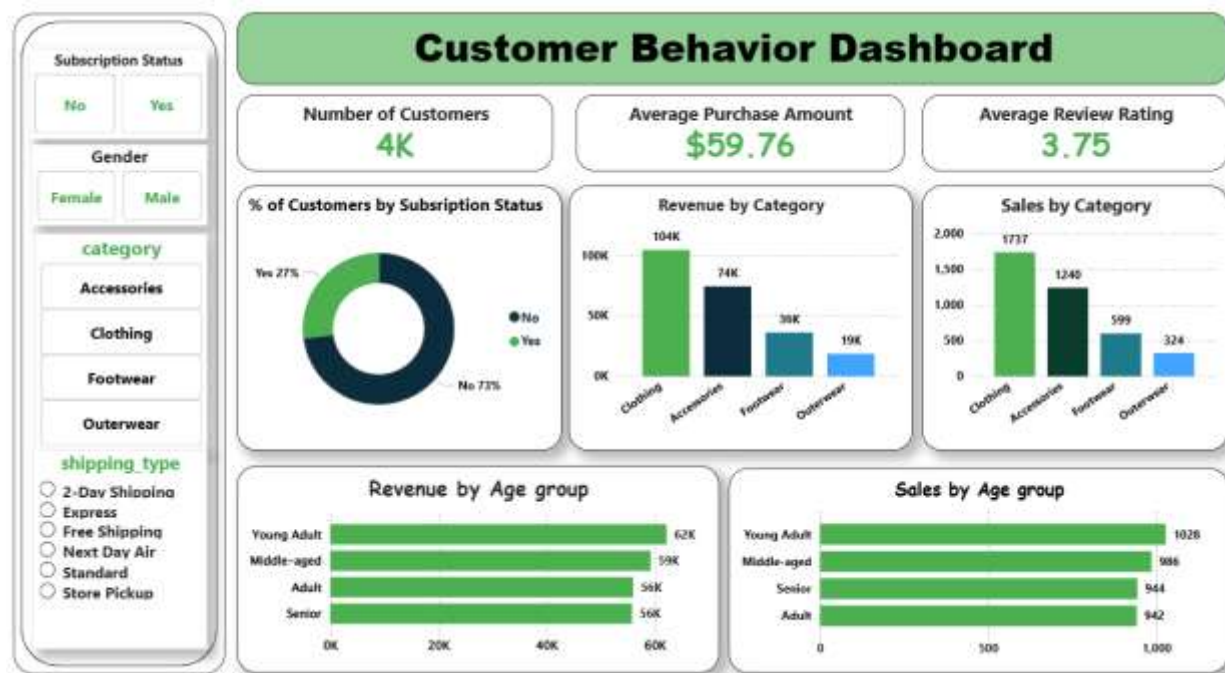 Customer Behavior Dashboard
Subscription Status
No Yes
Gender
Female Male
category
Accessories
Clothing
Footwear
Outerwear
shipping_type
2-Day Shipping
Express
Free Shipping
Next Day Air
Standard
Store Pickup
Number of Customers
4K
Average Purchase Amount
$59.76
Average Review Rating
3.75
% of Customers by Subsription Status
Yes 27%
No
Yes
No 73%
Revenue by Category
100K
50K
0K
104K
74K
19K
Clothing
Accessories
Footwear
Outerwear
Sales by Category
2,000
1,500
1,000
500
0
1737
1240
599
324
Clothing
Accessories
Footwear
Outerwear
Revenue by Age group
Young Adult 62K
Middle-aged 59K
Adult 56K
Senior 56K
0K 20K 40K 60K
Sales by Age group
Young Adult 1028
Middle-aged 986
Senior 944
Adult 942
0 500 1,000